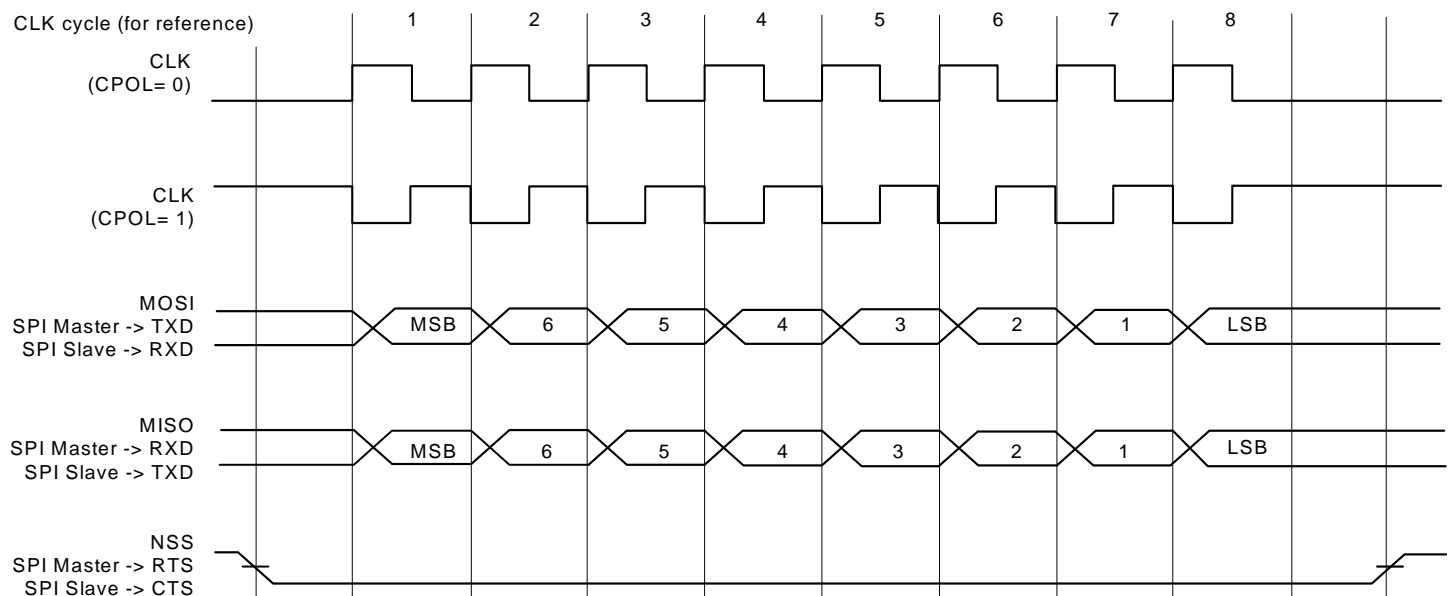 CLK cycle (for reference)
1 2 3 4 5 6 7 8
CLK
(CPOL= 0)
CLK
(CPOL= 1)
MOSI
SPI Master -> TXD
SPI Slave -> RXD
MSB 6 5 4 3 2 1 LSB
MISO
SPI Master -> RXD
SPI Slave -> TXD
MSB 6 5 4 3 2 1 LSB
NSS
SPI Master -> RTS
SPI Slave -> CTS